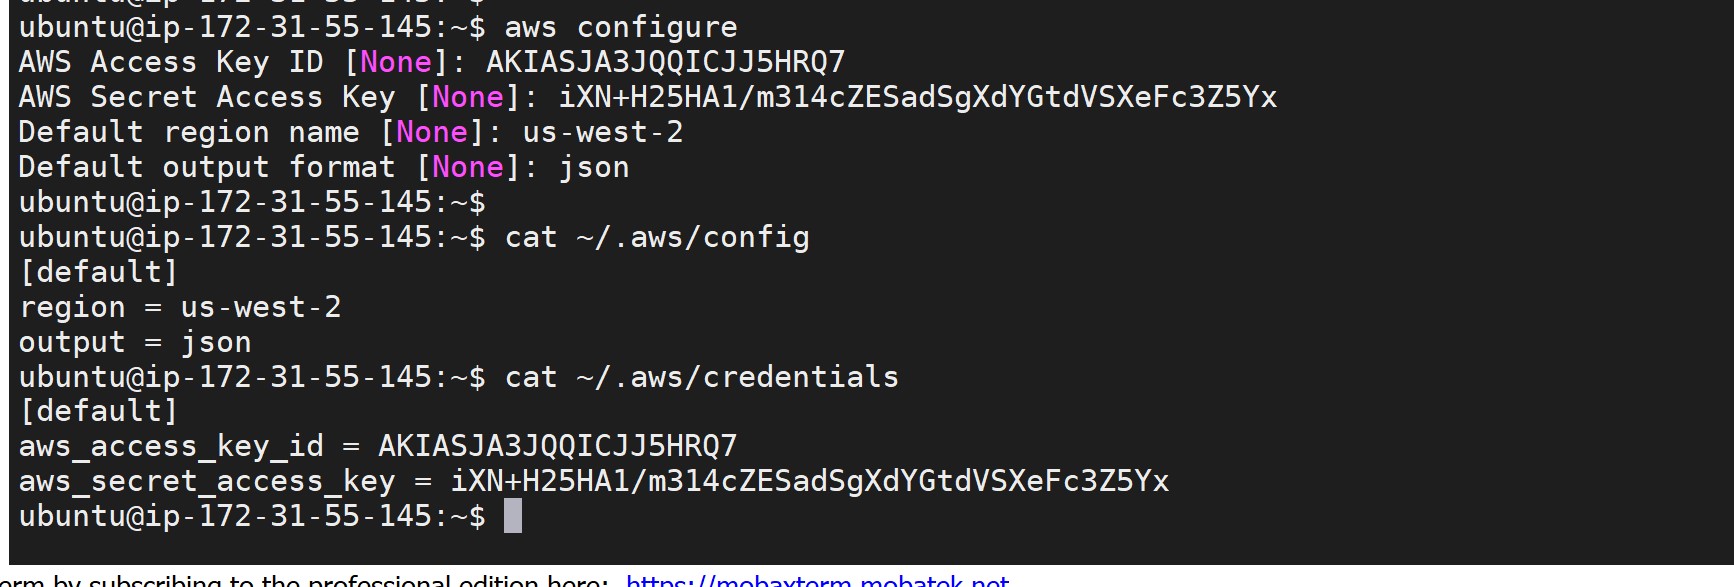 ubuntu@ip-172-31-55-145:~$ aws configure
AWS Access Key ID [None]: AKIASJA3JQQICJJ5HRQ7
AWS Secret Access Key [None]: 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
Default region name [None]: us-west-2
Default output format [None]: json
ubuntu@ip-172-31-55-145:~$
ubuntu@ip-172-31-55-145:~$ cat ~/.aws/config
[default]
region = us-west-2
output = json
ubuntu@ip-172-31-55-145:~$ cat ~/.aws/credentials
[default]
aws_access_key_id = AKIASJA3JQQICJJ5HRQ7
aws_secret_access_key = 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
ubuntu@ip-172-31-55-145:~$
by subscribing to the professional edition here: https://mobaxterm.mobatek.net